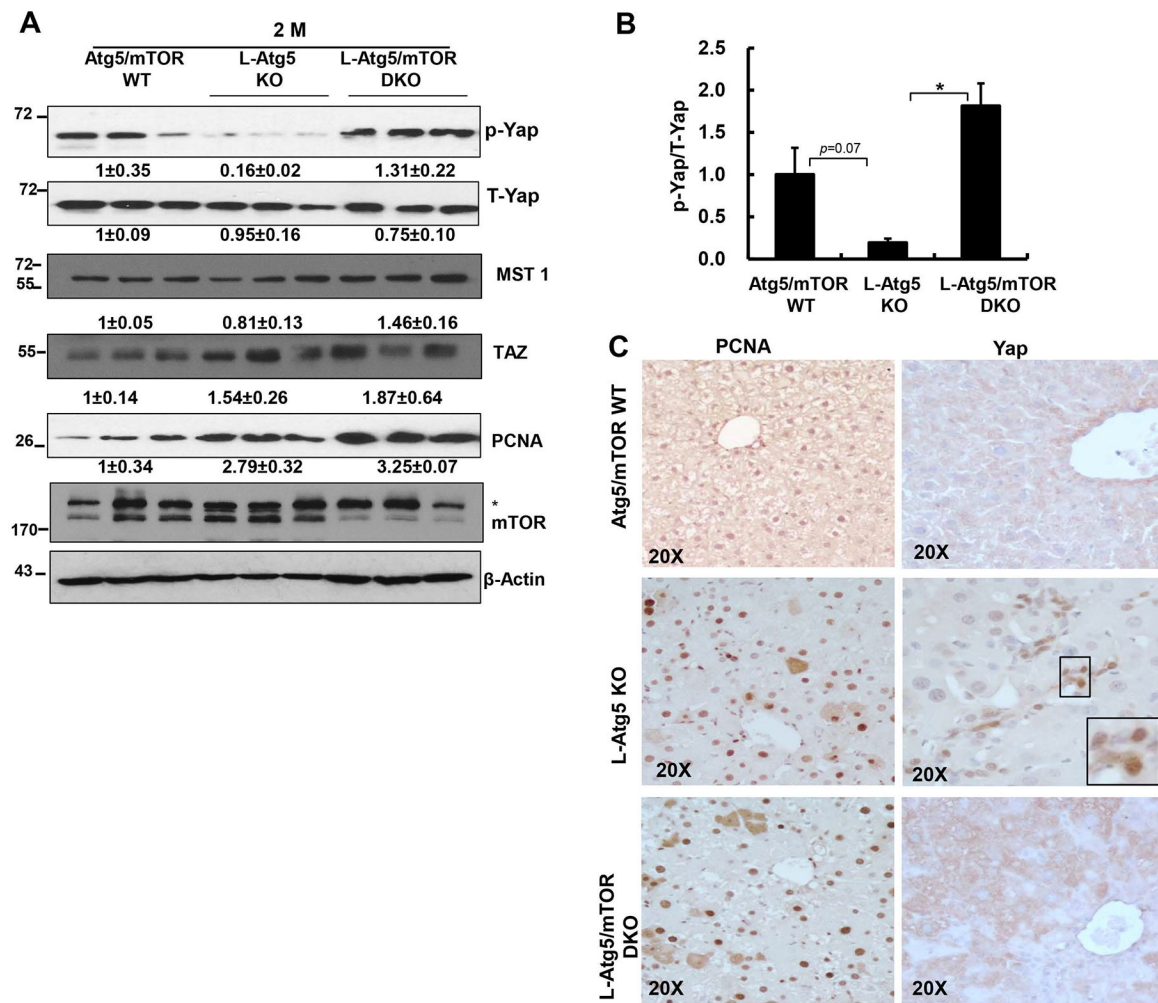 A
2 M
Atg5/mTOR
WT
L-Atg5
KO
L-Atg5/mTOR
DKO
72
p-Yap
1±0.35 0.16±0.02 1.31±0.22
72
T-Yap
1±0.09 0.95±0.16 0.75±0.10
72
55
MST 1
1±0.05 0.81±0.13 1.46±0.16
55
TAZ
1±0.14 1.54±0.26 1.87±0.64
26
PCNA
1±0.34 2.79±0.32 3.25±0.07
*
mTOR
170
43
β-Actin
B
p-Yap/T-Yap
2.5
2.0
1.5
1.0
0.5
0.0
p=0.07
*
Atg5/mTOR
WT
L-Atg5
KO
L-Atg5/mTOR
DKO
C
PCNA Yap
Atg5/mTOR WT
20X 20X
L-Atg5 KO
20X 20X
L-Atg5/mTOR
DKO
20X 20X